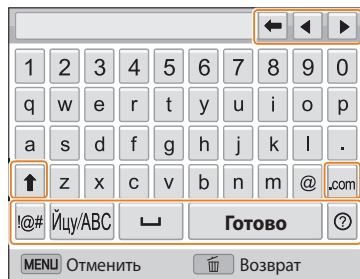 1 2 3 4 5 6 7 8 9 0
q w e r t y u i o p
a s d f g h j k l .
z x c v b n m @ .com
!@# Йцу/ABC Готово ?
MENU Отменить Возврат